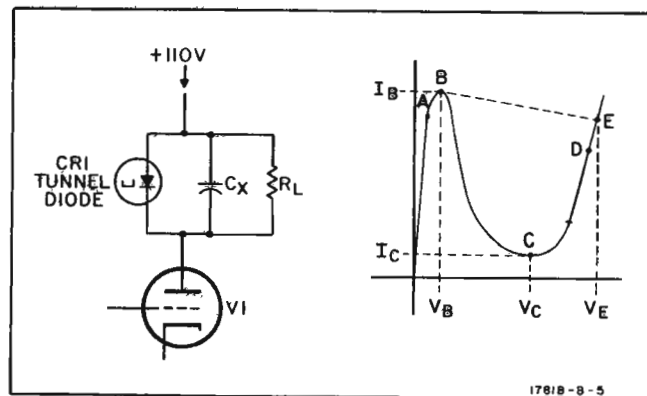 +110V
CR1
TUNNEL
DIODE
CX
RL
V1
IB
B
A
E
D
IC
C
VB
VC
VE
17818-8-5